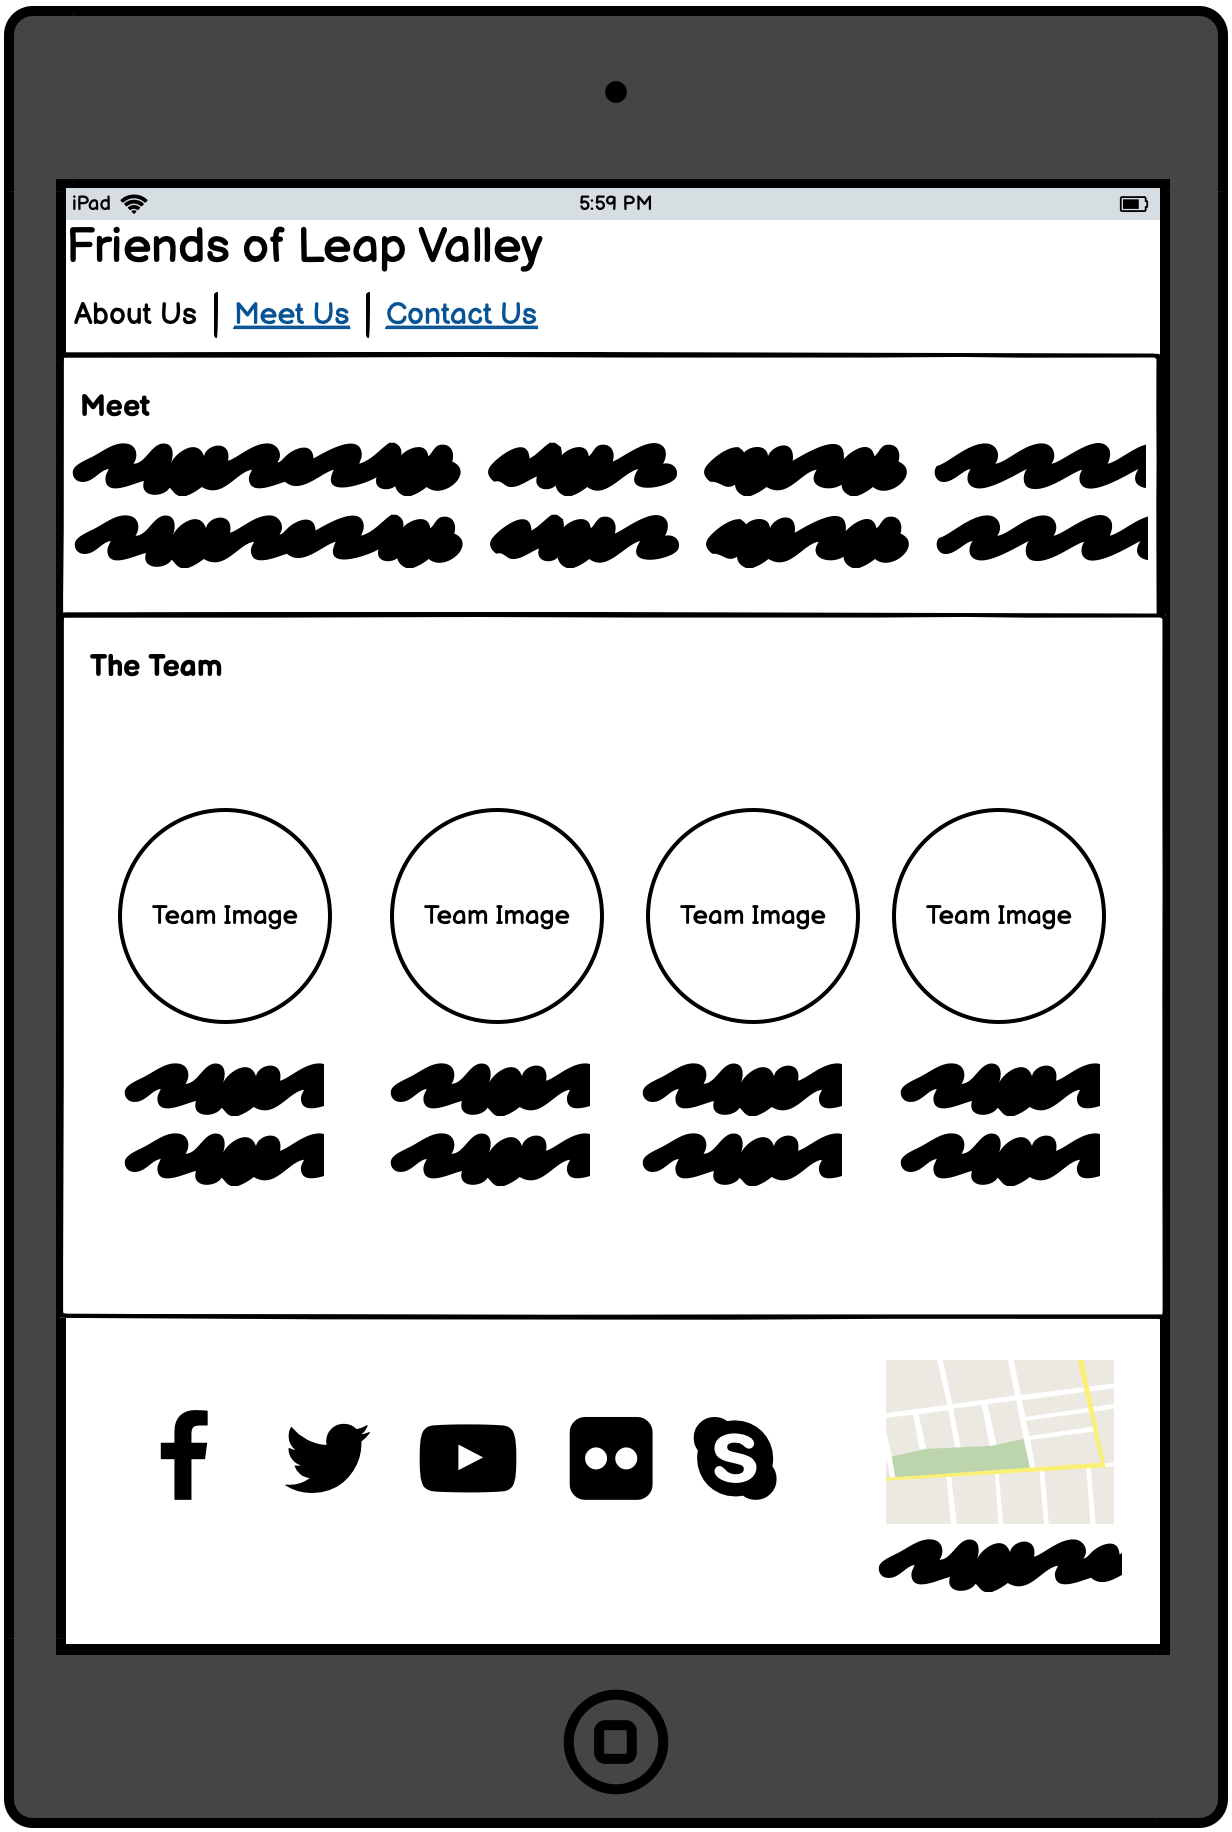 iPad 5:59 PM
Friends of Leap Valley
About Us | Meet Us | Contact Us
Meet
The Team
Team Image Team Image Team Image Team Image